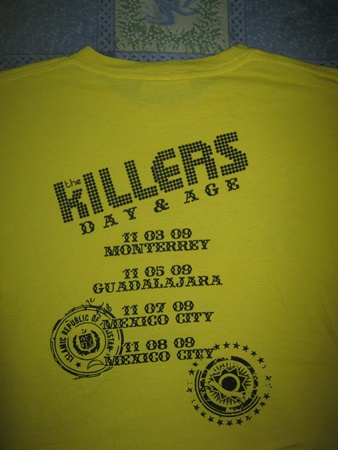 the
KILLERS
DAY & AGE
11 03 09
MONTERREY
11 05 09
GUADALAJARA
11 07 09
MEXICO CITY
11 08 09
MEXICO CITY
ISLAMIC REPUBLIC OF